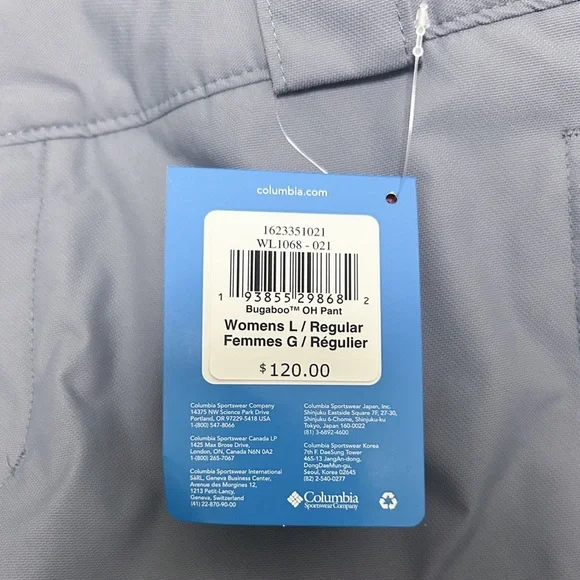 columbia.com
1623351021
WL1068 - 021
1 93855 29868 2
Bugaboo™ OH Pant
Womens L / Regular
Femmes G / Régulier
$120.00
Columbia Sportswear Company
14375 NW Science Park Drive
Portland, OR 97229-5418 USA
1-(800) 547-8066
Columbia Sportswear Canada LP
1425 Max Brose Drive,
London, ON, Canada N6N 0A2
1-(800) 265-7067
Columbia Sportswear International
SàRL, Geneva Business Center,
Avenue des Morgines 12,
1213 Petit-Lancy,
Geneva, Switzerland
(41) 22-870-90-00
Columbia Sportswear Japan, Inc.
Shinjuku Eastside Square 7F, 27-30,
Shinjuku 6-Chome, Shinjuku-ku
Tokyo, Japan 160-0022
(81) 3-6892-4600
Columbia Sportswear Korea
7th F. DaeSung Tower
465-13 JangAn-dong,
DongDaeMun-gu,
Seoul, Korea 02645
(82) 2-540-0277
Columbia
Sportswear Company